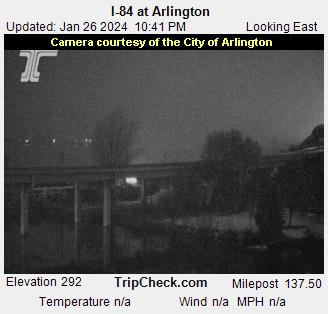 I-84 at Arlington
Updated: Jan 26 2024 10:41 PM Looking East
Camera courtesy of the City of Arlington
Elevation 292 TripCheck.com Milepost 137.50
Temperature n/a Wind n/a MPH n/a